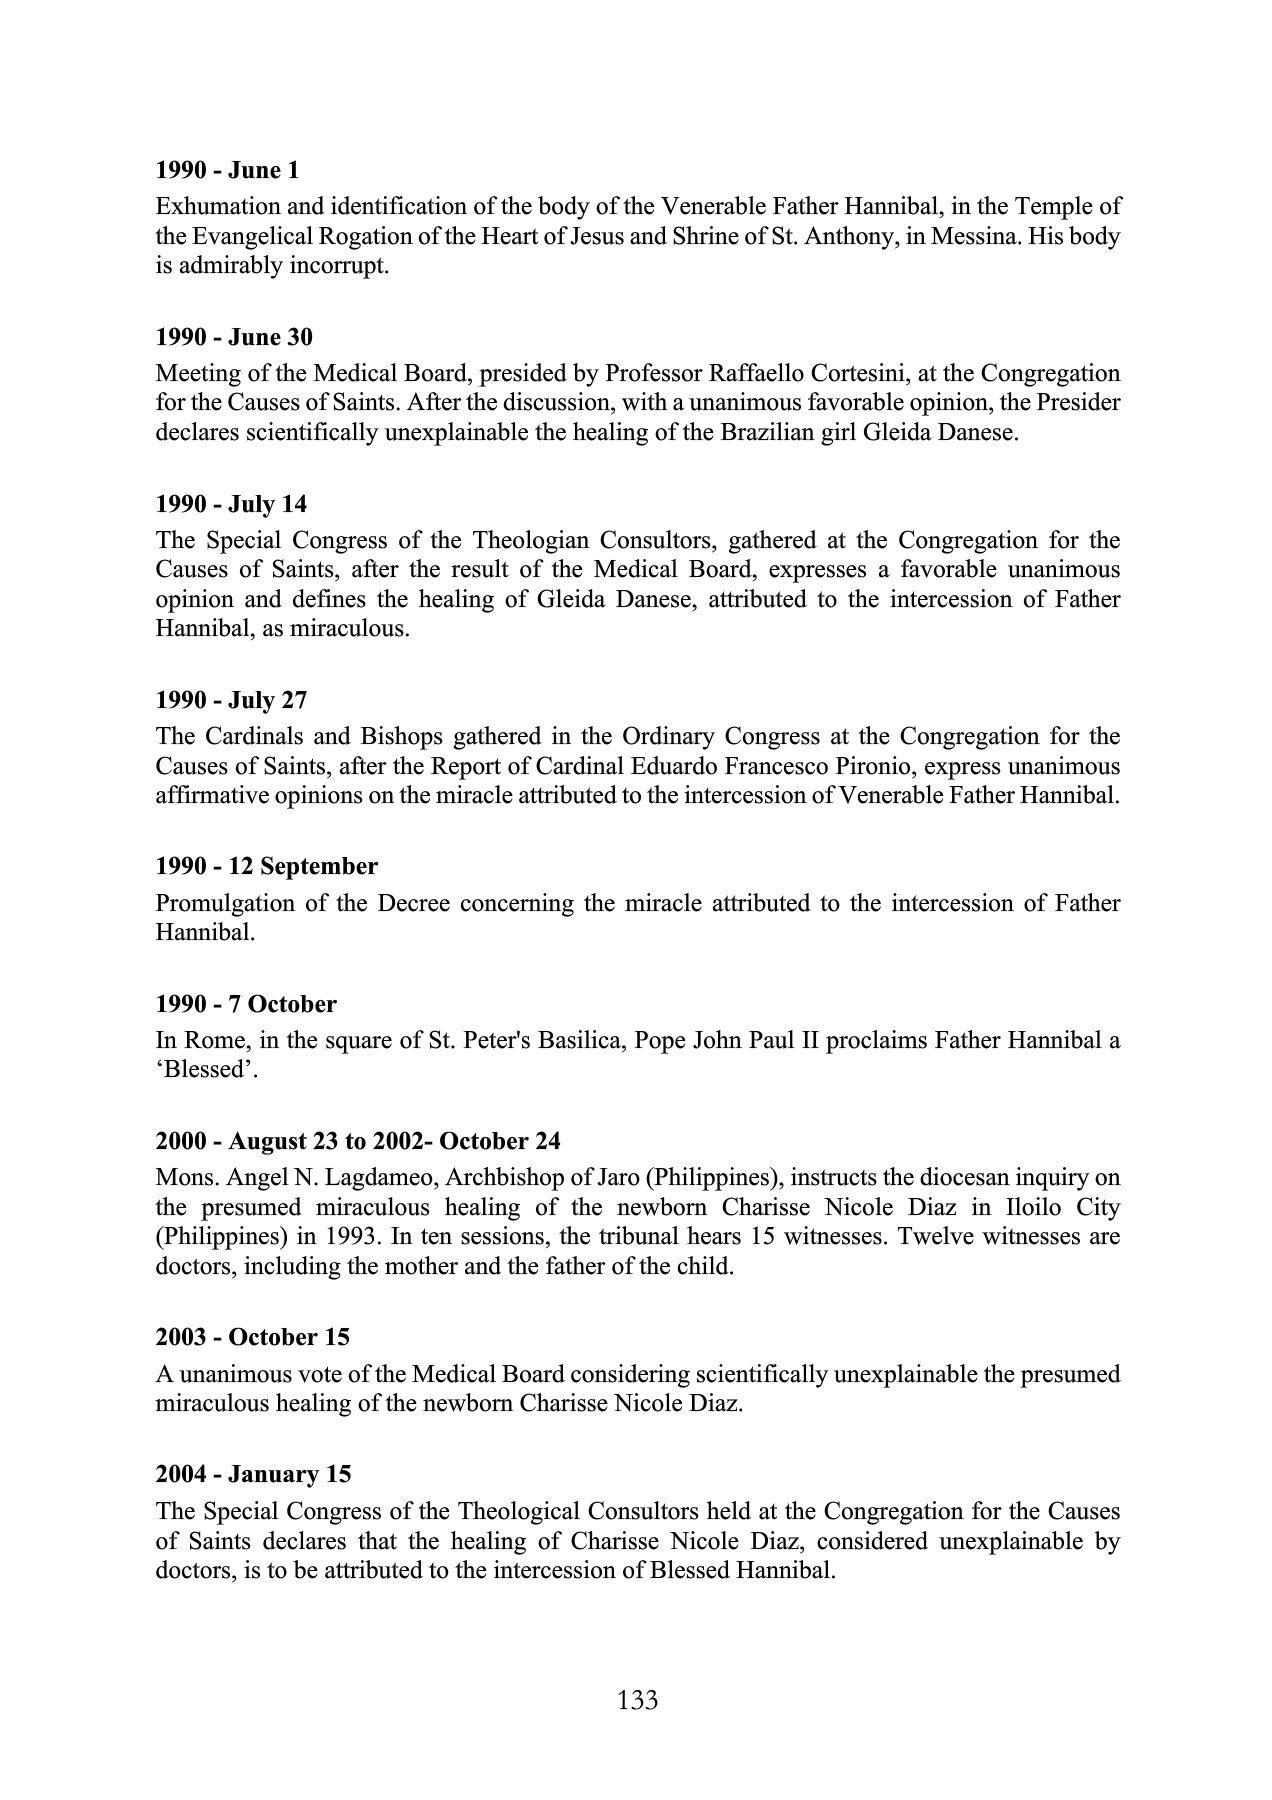 1990 - June 1
Exhumation and identification of the body of the Venerable Father Hannibal, in the Temple of
the Evangelical Rogation of the Heart of Jesus and Shrine of St. Anthony, in Messina. His body
is admirably incorrupt.
1990 - June 30
Meeting of the Medical Board, presided by Professor Raffaello Cortesini, at the Congregation
for the Causes of Saints. After the discussion, with a unanimous favorable opinion, the Presider
declares scientifically unexplainable the healing of the Brazilian girl Gleida Danese.
1990 - July 14
The Special Congress of the Theologian Consultors, gathered at the Congregation for the
Causes of Saints, after the result of the Medical Board, expresses a favorable unanimous
opinion and defines the healing of Gleida Danese, attributed to the intercession of Father
Hannibal, as miraculous.
1990 - July 27
The Cardinals and Bishops gathered in the Ordinary Congress at the Congregation for the
Causes of Saints, after the Report of Cardinal Eduardo Francesco Pironio, express unanimous
affirmative opinions on the miracle attributed to the intercession of Venerable Father Hannibal.
1990 - 12 September
Promulgation of the Decree concerning the miracle attributed to the intercession of Father
Hannibal.
1990 - 7 October
In Rome, in the square of St. Peter's Basilica, Pope John Paul II proclaims Father Hannibal a
‘Blessed’.
2000 - August 23 to 2002- October 24
Mons. Angel N. Lagdameo, Archbishop of Jaro (Philippines), instructs the diocesan inquiry on
the presumed miraculous healing of the newborn Charisse Nicole Diaz in Iloilo City
(Philippines) in 1993. In ten sessions, the tribunal hears 15 witnesses. Twelve witnesses are
doctors, including the mother and the father of the child.
2003 - October 15
A unanimous vote of the Medical Board considering scientifically unexplainable the presumed
miraculous healing of the newborn Charisse Nicole Diaz.
2004 - January 15
The Special Congress of the Theological Consultors held at the Congregation for the Causes
of Saints declares that the healing of Charisse Nicole Diaz, considered unexplainable by
doctors, is to be attributed to the intercession of Blessed Hannibal.
133